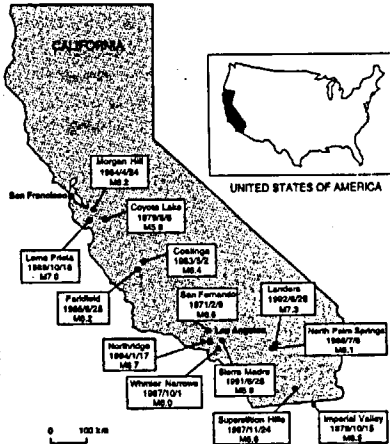 CALIFORNIA
UNITED STATES OF AMERICA
Morgan Hill
1984/4/24
M6.2
San Francisco
Coyote Lake
1979/8/6
M5.8
Loma Prieta
1989/10/18
M7.0
Coalinga
1983/5/2
M6.4
Parkfield
1966/6/28
M6.2
San Fernando
1971/2/9
M6.6
Landers
1992/6/28
M7.3
Los Angeles
North Palm Springs
1986/7/8
M6.1
Northridge
1994/1/17
M6.7
Sierra Madre
1991/6/28
M5.8
Whittier Narrows
1987/10/1
M6.0
Superstition Hills
1987/11/24
M6.6
Imperial Valley
1979/10/15
0 100 km